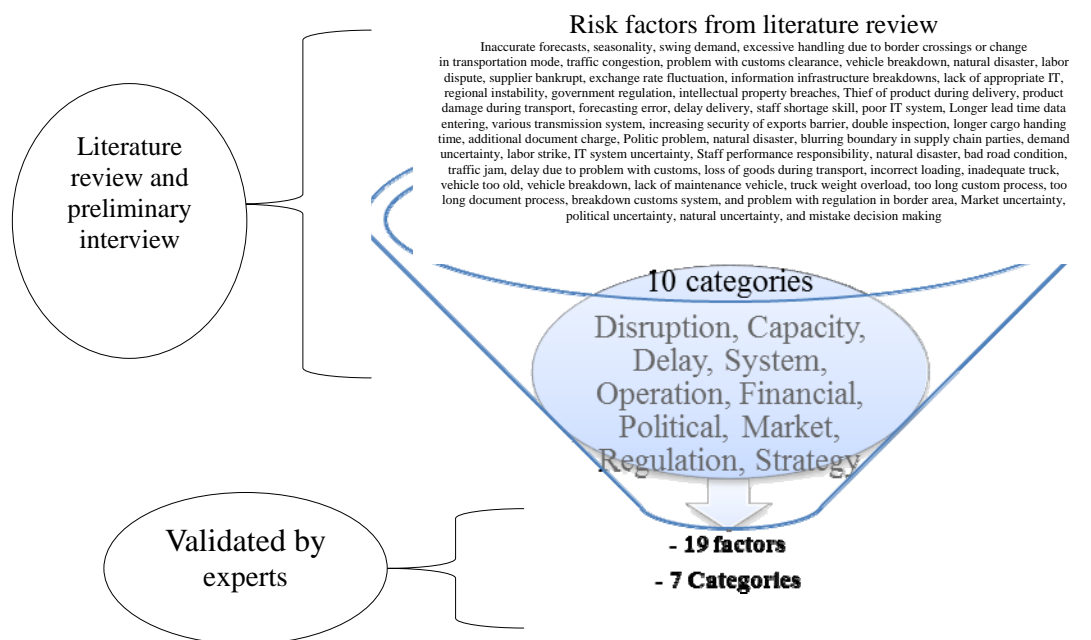 Risk factors from literature review
Inaccurate forecasts, seasonality, swing demand, excessive handling due to border crossings or change
in transportation mode, traffic congestion, problem with customs clearance, vehicle breakdown, natural disaster, labor
dispute, supplier bankrupt, exchange rate fluctuation, information infrastructure breakdowns, lack of appropriate IT,
regional instability, government regulation, intellectual property breaches, Thief of product during delivery, product
damage during transport, forecasting error, delay delivery, staff shortage skill, poor IT system, Longer lead time data
entering, various transmission system, increasing security of exports barrier, double inspection, longer cargo handing
time, additional document charge, Politic problem, natural disaster, blurring boundary in supply chain parties, demand
uncertainty, labor strike, IT system uncertainty, Staff performance responsibility, natural disaster, bad road condition,
traffic jam, delay due to problem with customs, loss of goods during transport, incorrect loading, inadequate truck,
vehicle too old, vehicle breakdown, lack of maintenance vehicle, truck weight overload, too long custom process, too
long document process, breakdown customs system, and problem with regulation in border area, Market uncertainty,
political uncertainty, natural uncertainty, and mistake decision making
Literature
review and
preliminary
interview
10 categories
Disruption, Capacity,
Delay, System,
Operation, Financial,
Political, Market,
Regulation, Strategy
Validated by
experts
- 19 factors
- 7 Categories